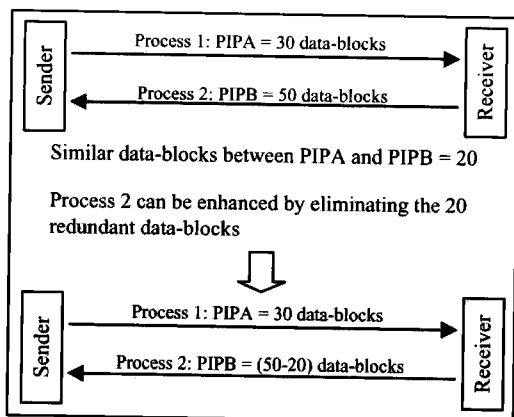 Sender
Process 1: PIPA = 30 data-blocks
Process 2: PIPB = 50 data-blocks
Receiver
Similar data-blocks between PIPA and PIPB = 20
Process 2 can be enhanced by eliminating the 20
redundant data-blocks
Sender
Process 1: PIPA = 30 data-blocks
Process 2: PIPB = (50-20) data-blocks
Receiver